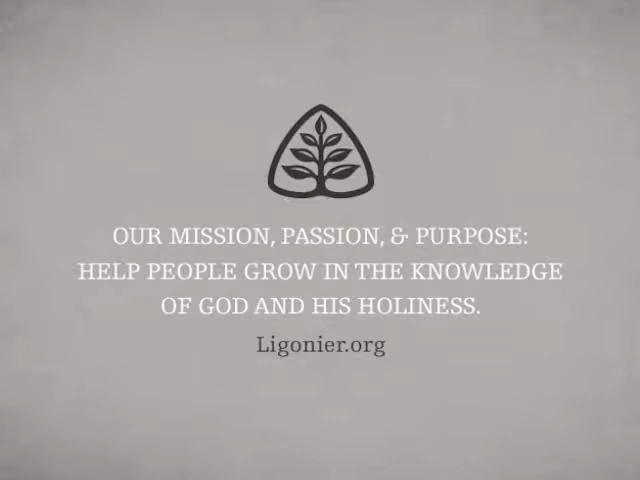 OUR MISSION, PASSION, & PURPOSE:
HELP PEOPLE GROW IN THE KNOWLEDGE
OF GOD AND HIS HOLINESS.
Ligonier.org